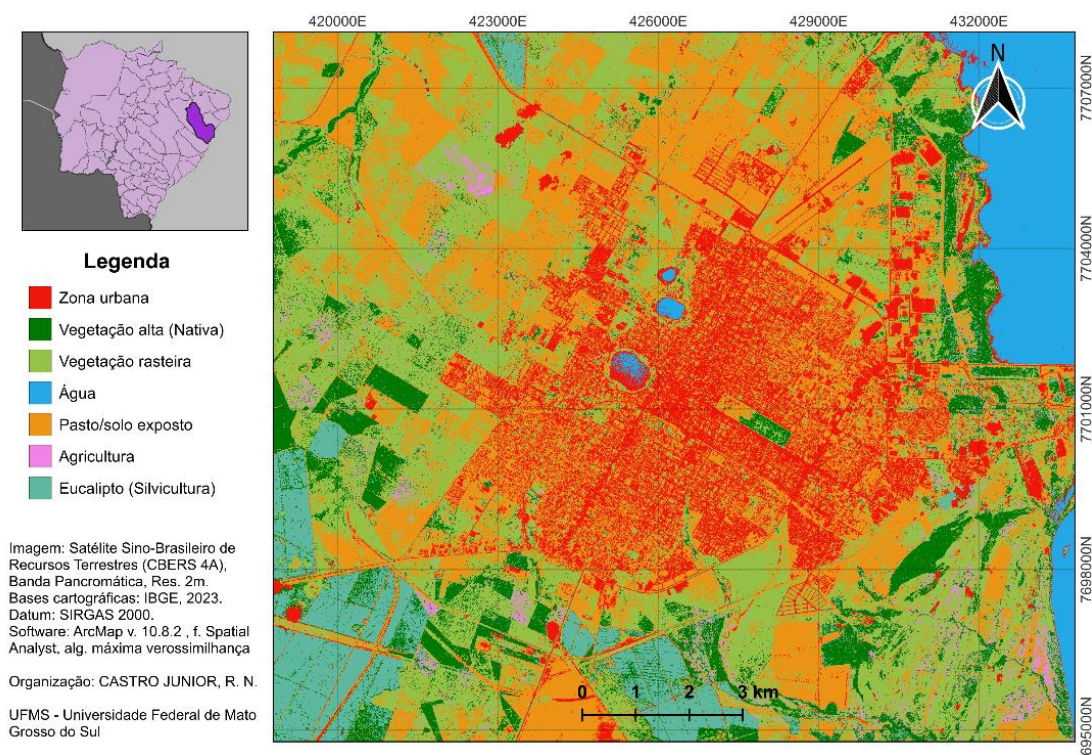 4200000E 423000E 426000E 429000E 432000E
N
7707000N
7704000N
7701000N
7698000N
Legenda
Zona urbana
Vegetação alta (Nativa)
Vegetação rasteira
Água
Pasto/solo exposto
Agricultura
Eucalipto (Silvicultura)
Imagem: Satélite Sino-Brasileiro de
Recursos Terrestres (CBERS 4A),
Banda Pancromática, Res. 2m.
Bases cartográficas: IBGE, 2023.
Datum: SIRGAS 2000.
Software: ArcMap v. 10.8.2 , f. Spatial
Analyst, alg. máxima verossimilhança
Organização: CASTRO JUNIOR, R. N.
UFMS - Universidade Federal de Mato
Grosso do Sul
0 1 2 3 km